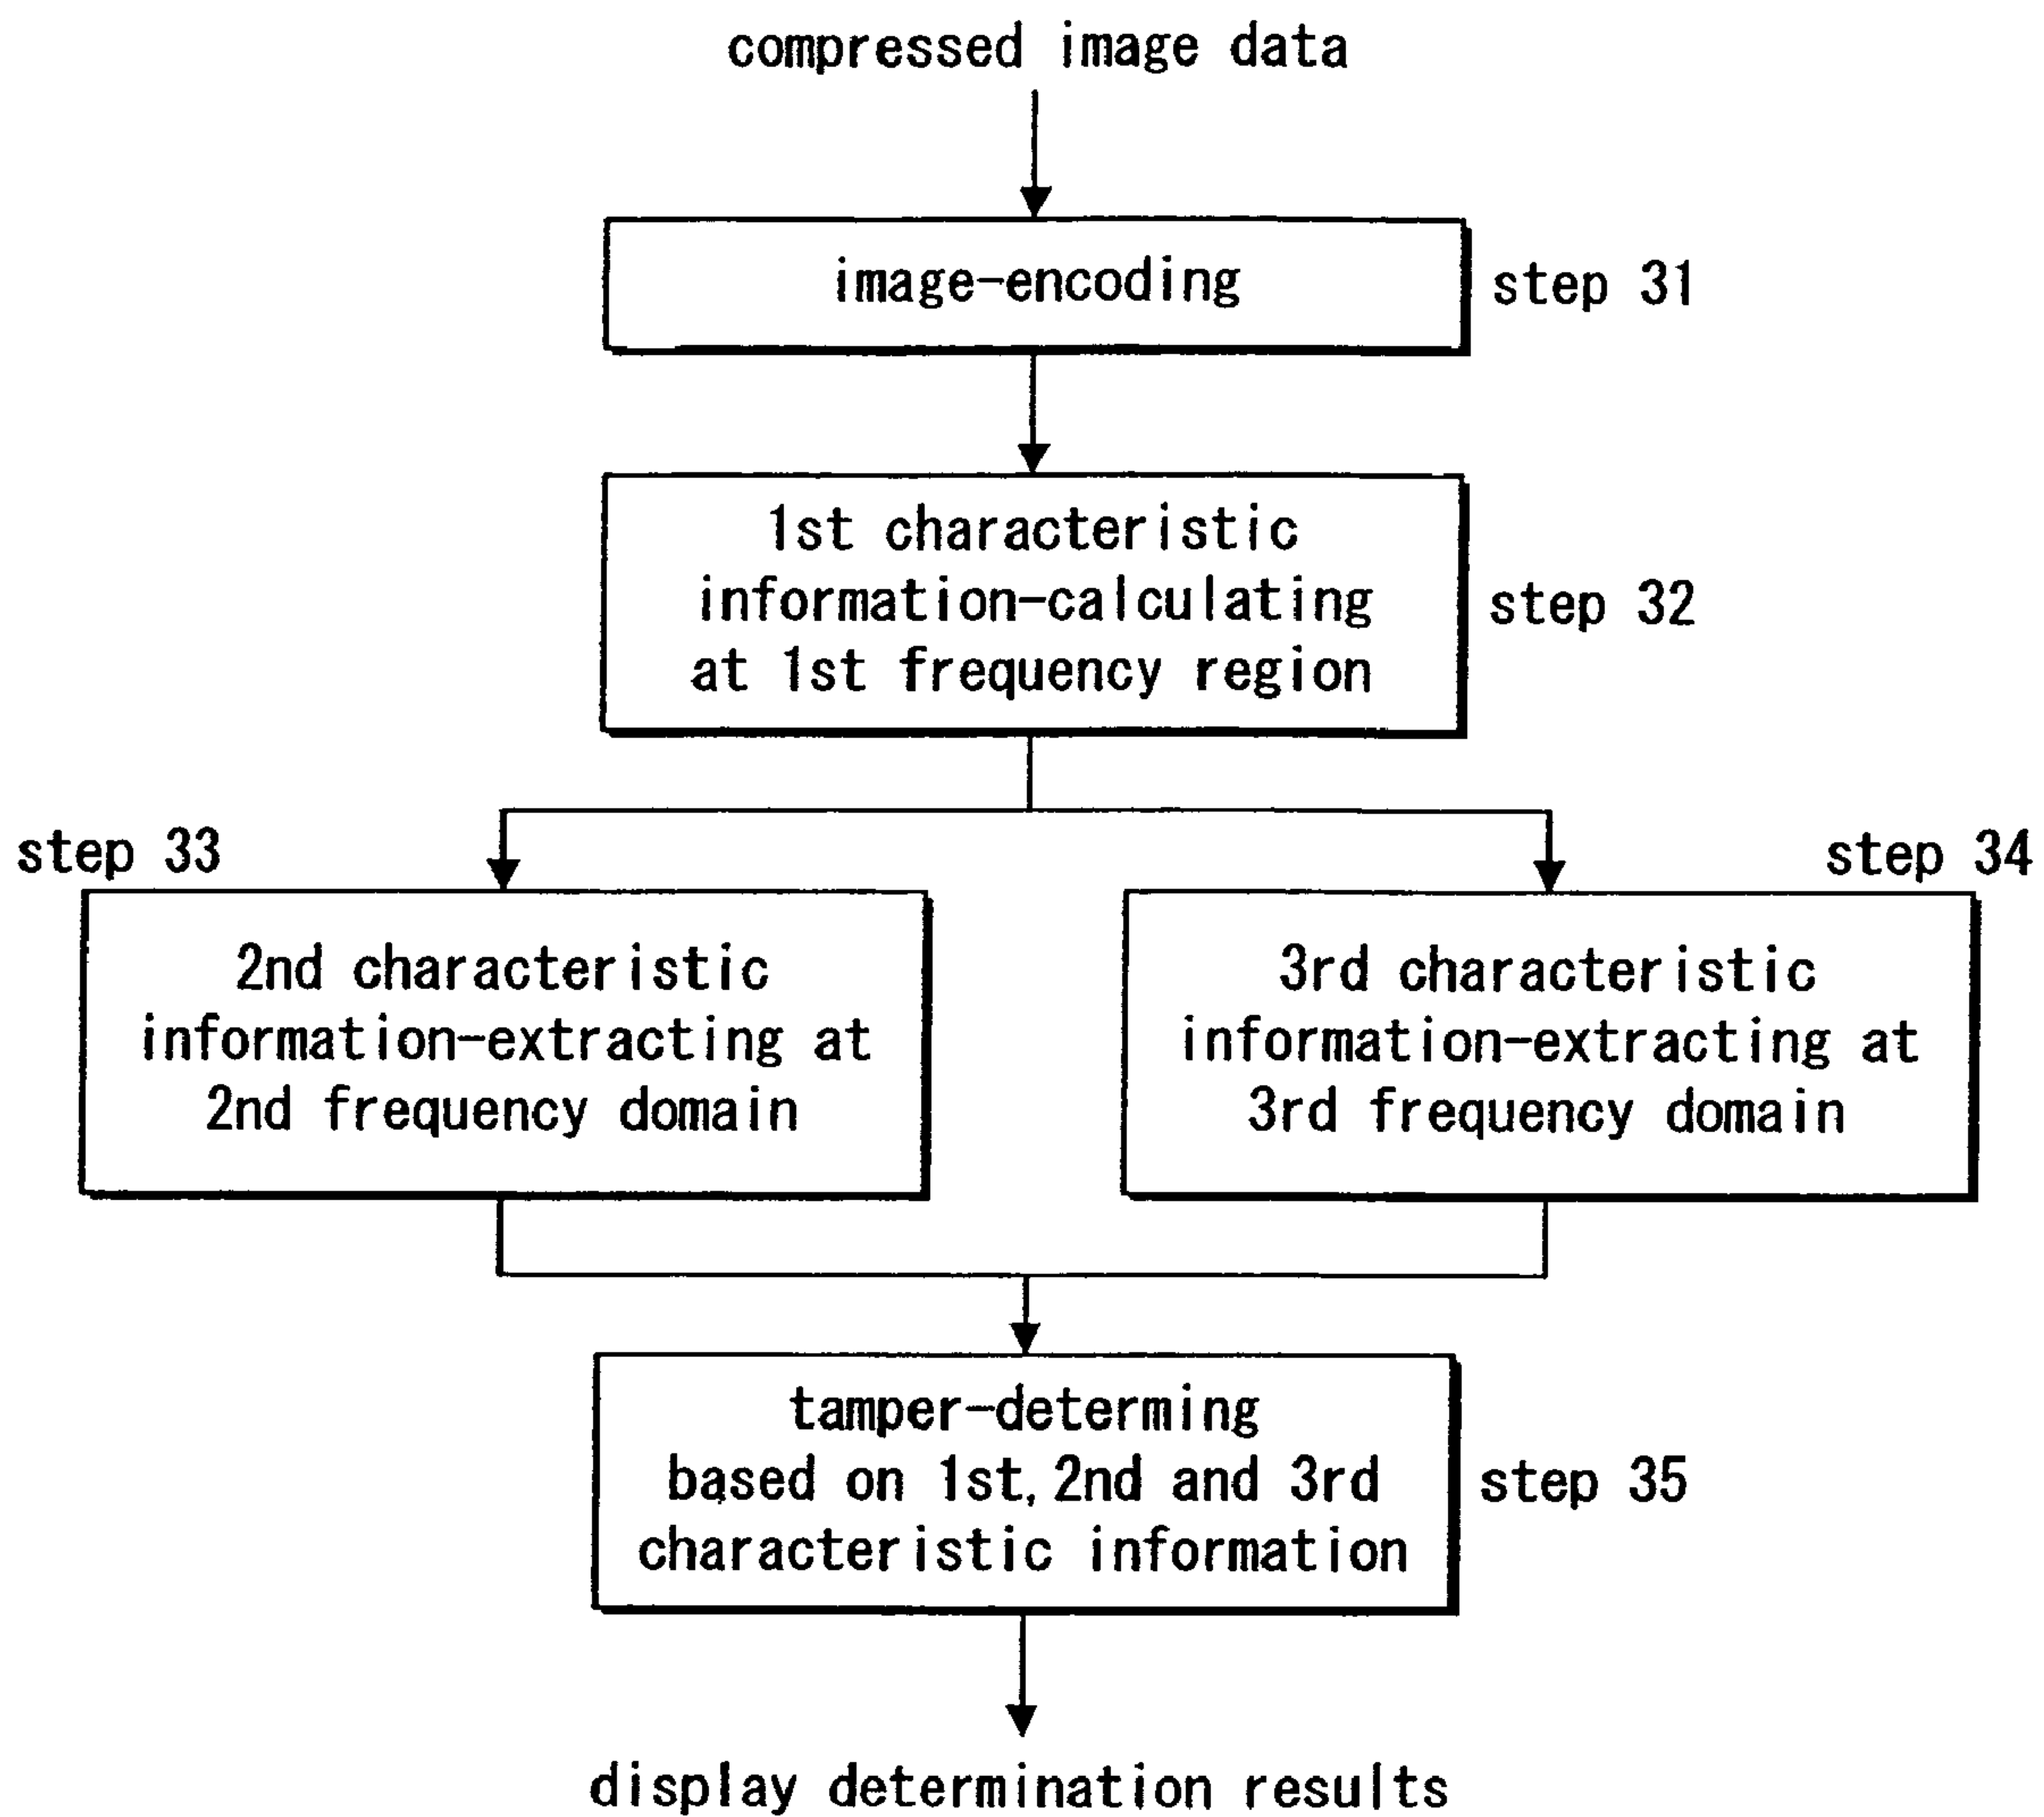 compressed image data
image-encoding
step 31
1st characteristic
information-calculating
at 1st frequency region
step 32
step 33
2nd characteristic
information-extracting at
2nd frequency domain
step 34
3rd characteristic
information-extracting at
3rd frequency domain
tamper-determing
based on 1st, 2nd and 3rd
characteristic information
step 35
display determination results